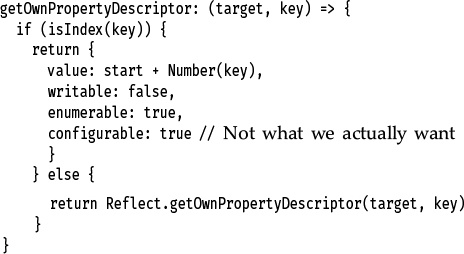 getOwnPropertyDescriptor: (target, key) => {
  if (isIndex(key)) {
    return {
      value: start + Number(key),
      writable: false,
      enumerable: true,
      configurable: true // Not what we actually want
      }
    } else {
      return Reflect.getOwnPropertyDescriptor(target, key)
    }
}